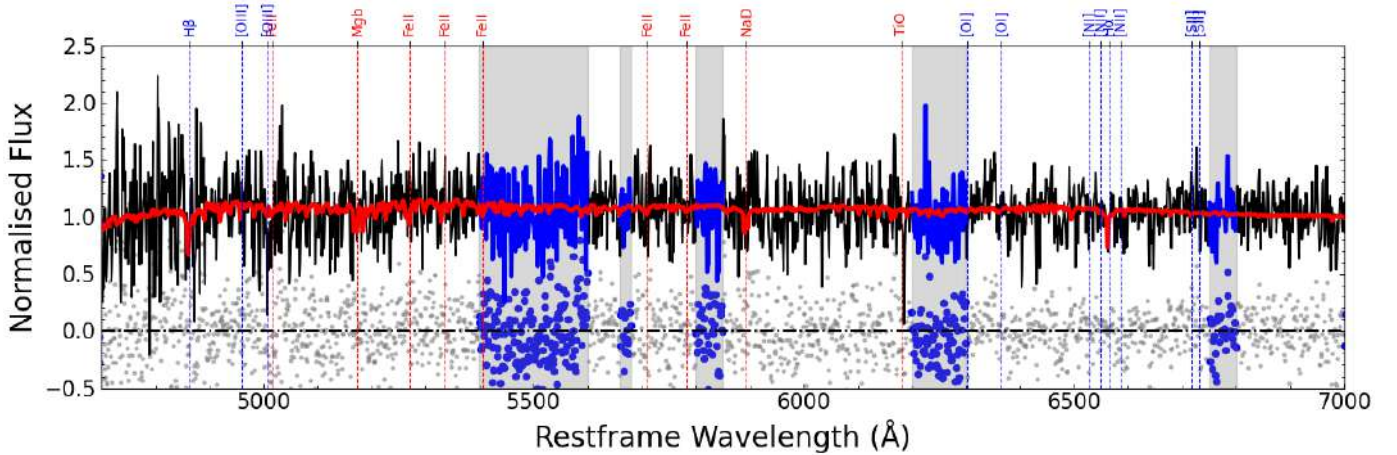 Hβ
[OIII]
[OIII]
FeII
Mgb
FeII
FeII
FeII
FeII
FeII
NaD
TiO
[OI]
[OI]
[NI]
[NII]
Hα
[NII]
[SII]
[SII]
2.5
2.0
1.5
1.0
0.5
0.0
−0.5
Normalised Flux
5000
5500
6000
6500
7000
Restframe Wavelength (Å)